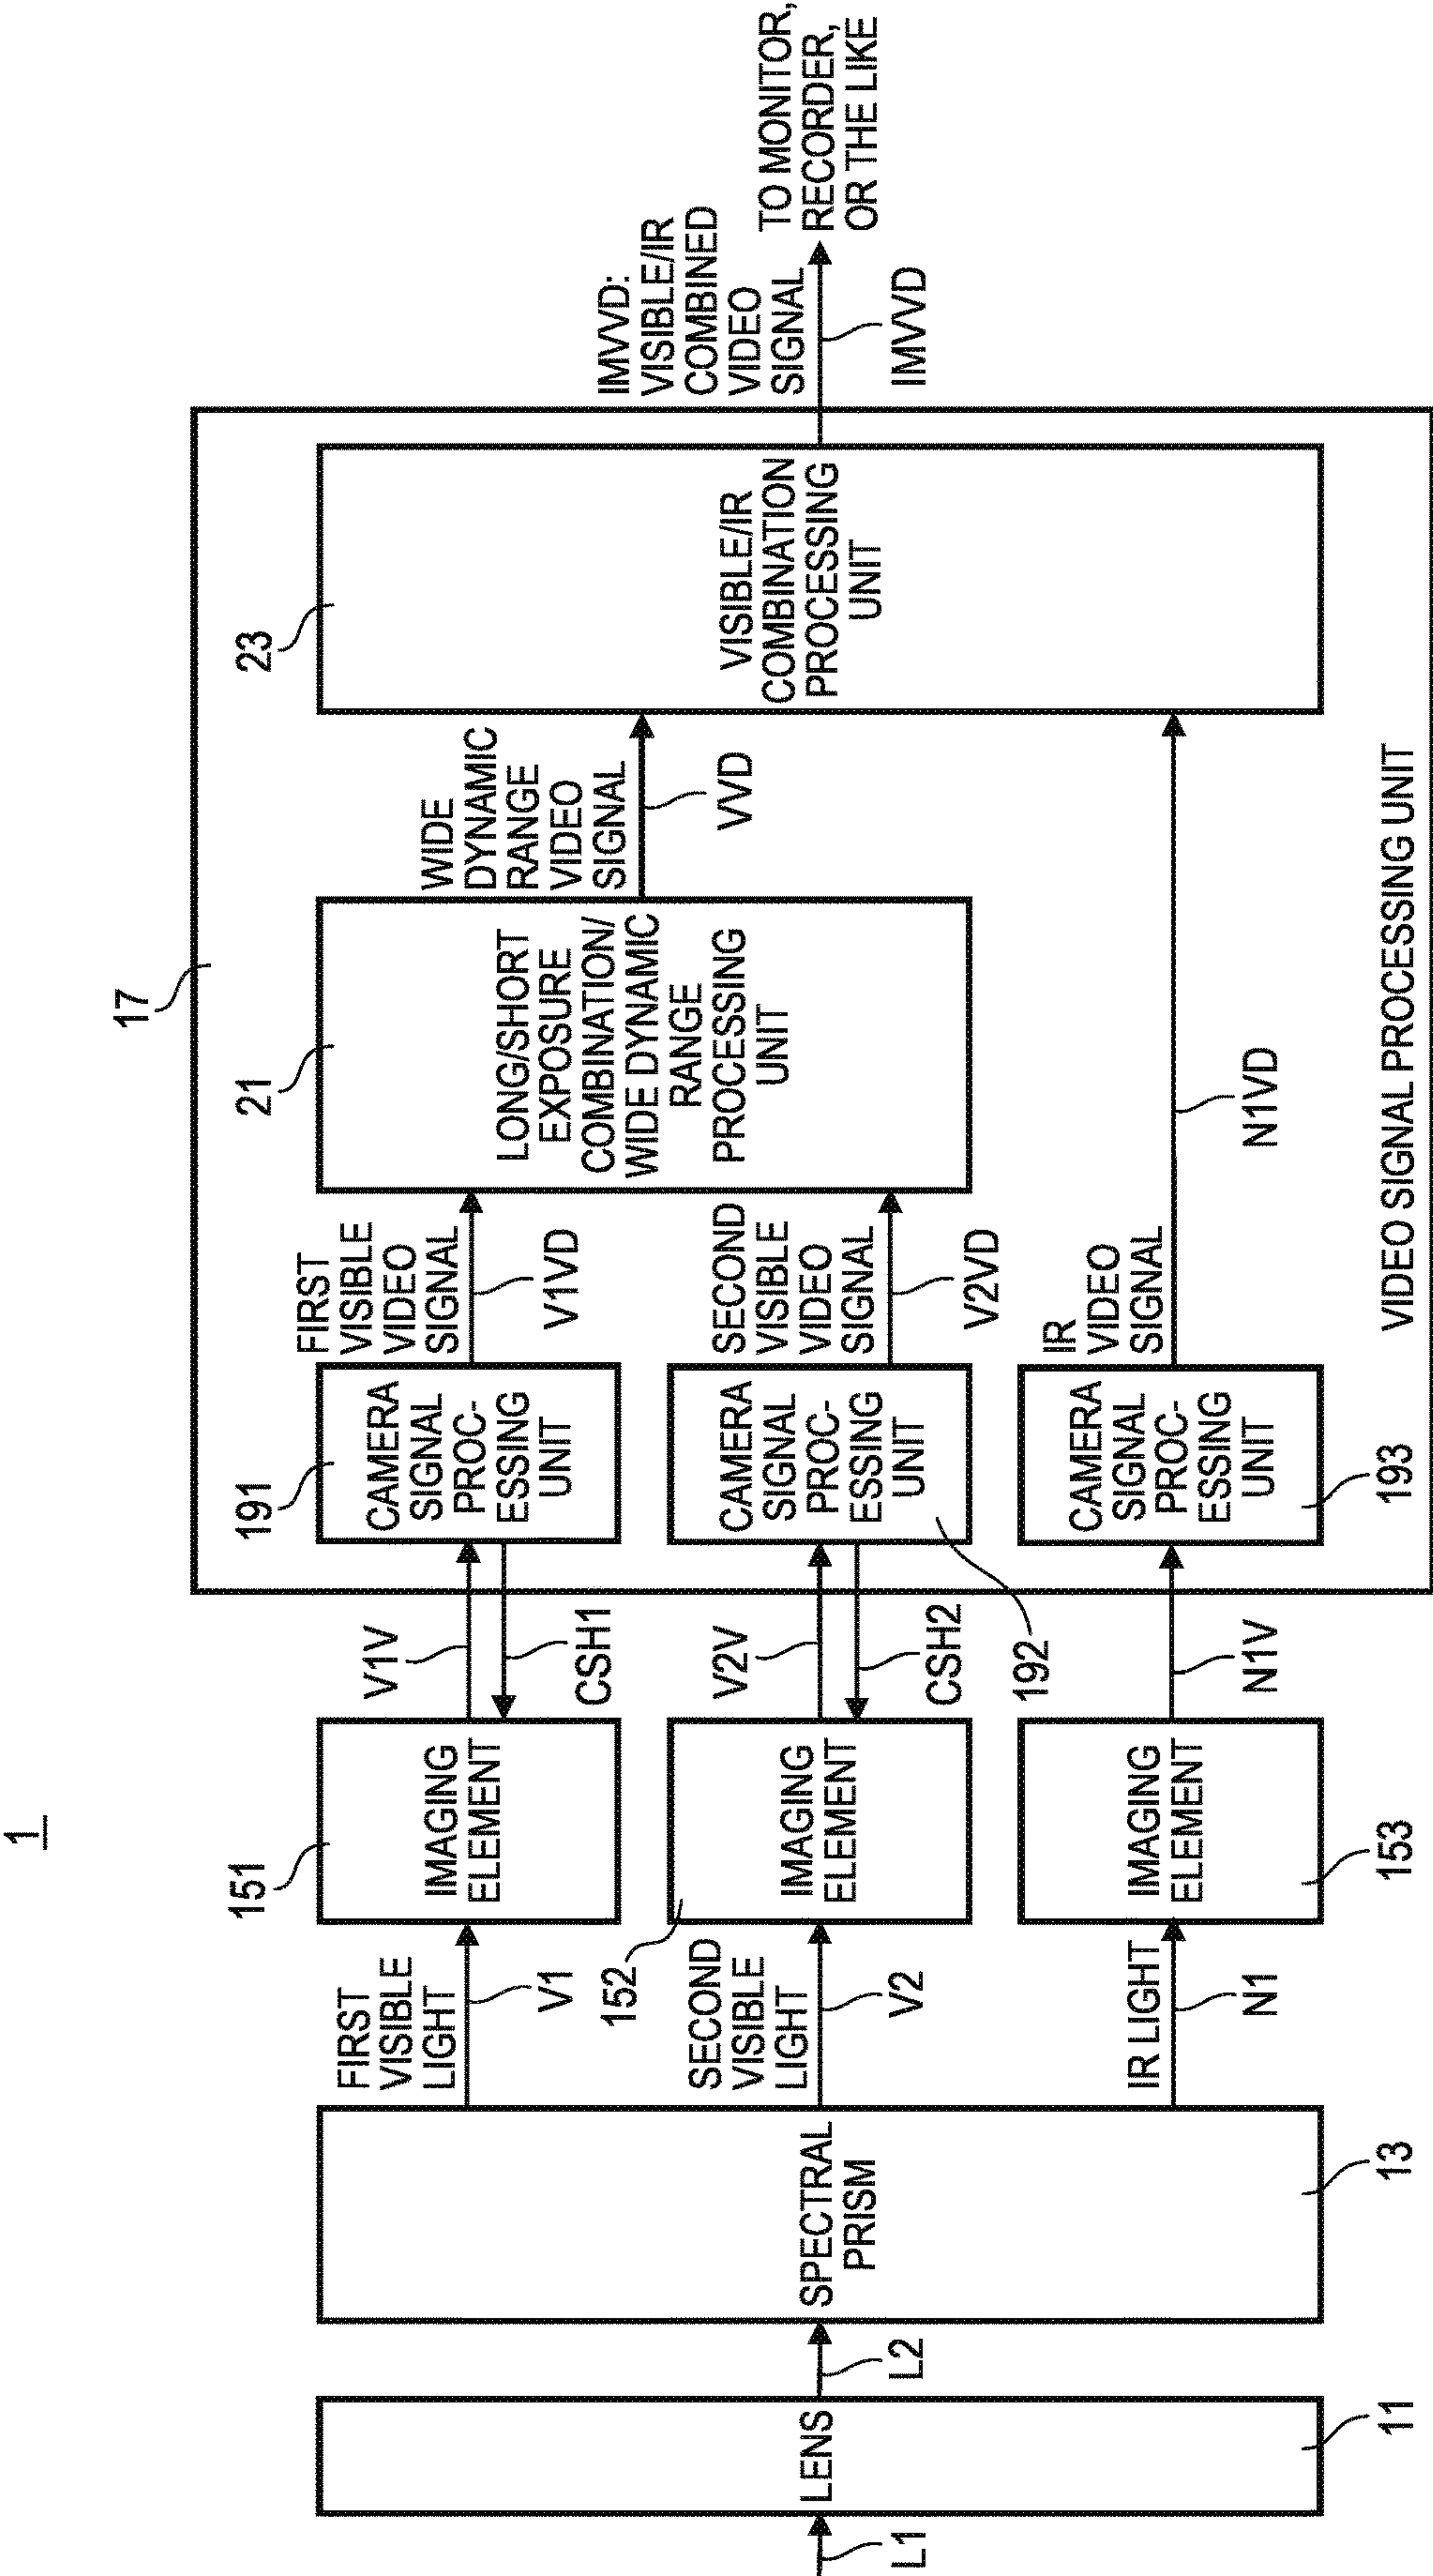 1
L1
LENS
11
L2
SPECTRAL
PRISM
13
FIRST
VISIBLE
LIGHT
V1
SECOND
VISIBLE
LIGHT
V2
IR LIGHT
N1
151
IMAGING
ELEMENT
152
IMAGING
ELEMENT
IMAGING
ELEMENT
153
V1V
CSH1
V2V
CSH2
N1V
17
191
CAMERA
SIGNAL
PROC-
ESSING
UNIT
CAMERA
SIGNAL
PROC-
ESSING
UNIT
192
CAMERA
SIGNAL
PROC-
ESSING
UNIT
193
FIRST
VISIBLE
VIDEO
SIGNAL
V1VD
SECOND
VISIBLE
VIDEO
SIGNAL
V2VD
IR
VIDEO
SIGNAL
N1VD
21
LONG/SHORT
EXPOSURE
COMBINATION/
WIDE DYNAMIC
RANGE
PROCESSING
UNIT
WIDE
DYNAMIC
RANGE
VIDEO
SIGNAL
VVD
23
VISIBLE/IR
COMBINATION
PROCESSING
UNIT
VIDEO SIGNAL PROCESSING UNIT
IMVVD:
VISIBLE/IR
COMBINED
VIDEO
SIGNAL
IMVVD
TO MONITOR,
RECORDER,
OR THE LIKE